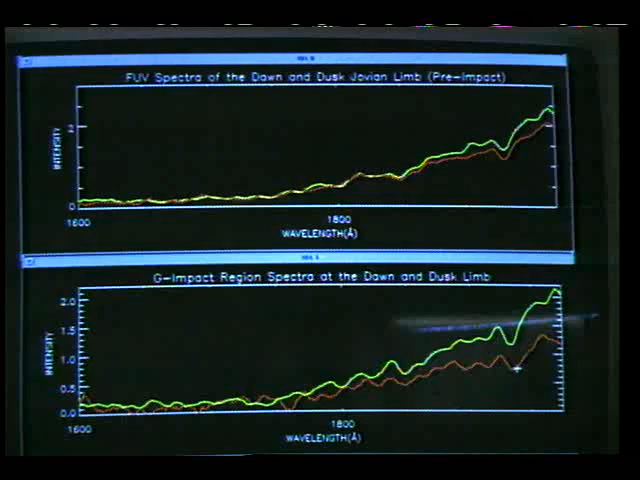 FUV Spectra of the Dawn and Dusk Jovian Limb (Pre-Impact)
INTENSITY
2
0
1600
1800
WAVELENGTH(Å)
G-Impact Region Spectra at the Dawn and Dusk Limb
INTENSITY
2.0
1.5
1.0
0.5
0.0
1600
1800
WAVELENGTH(Å)